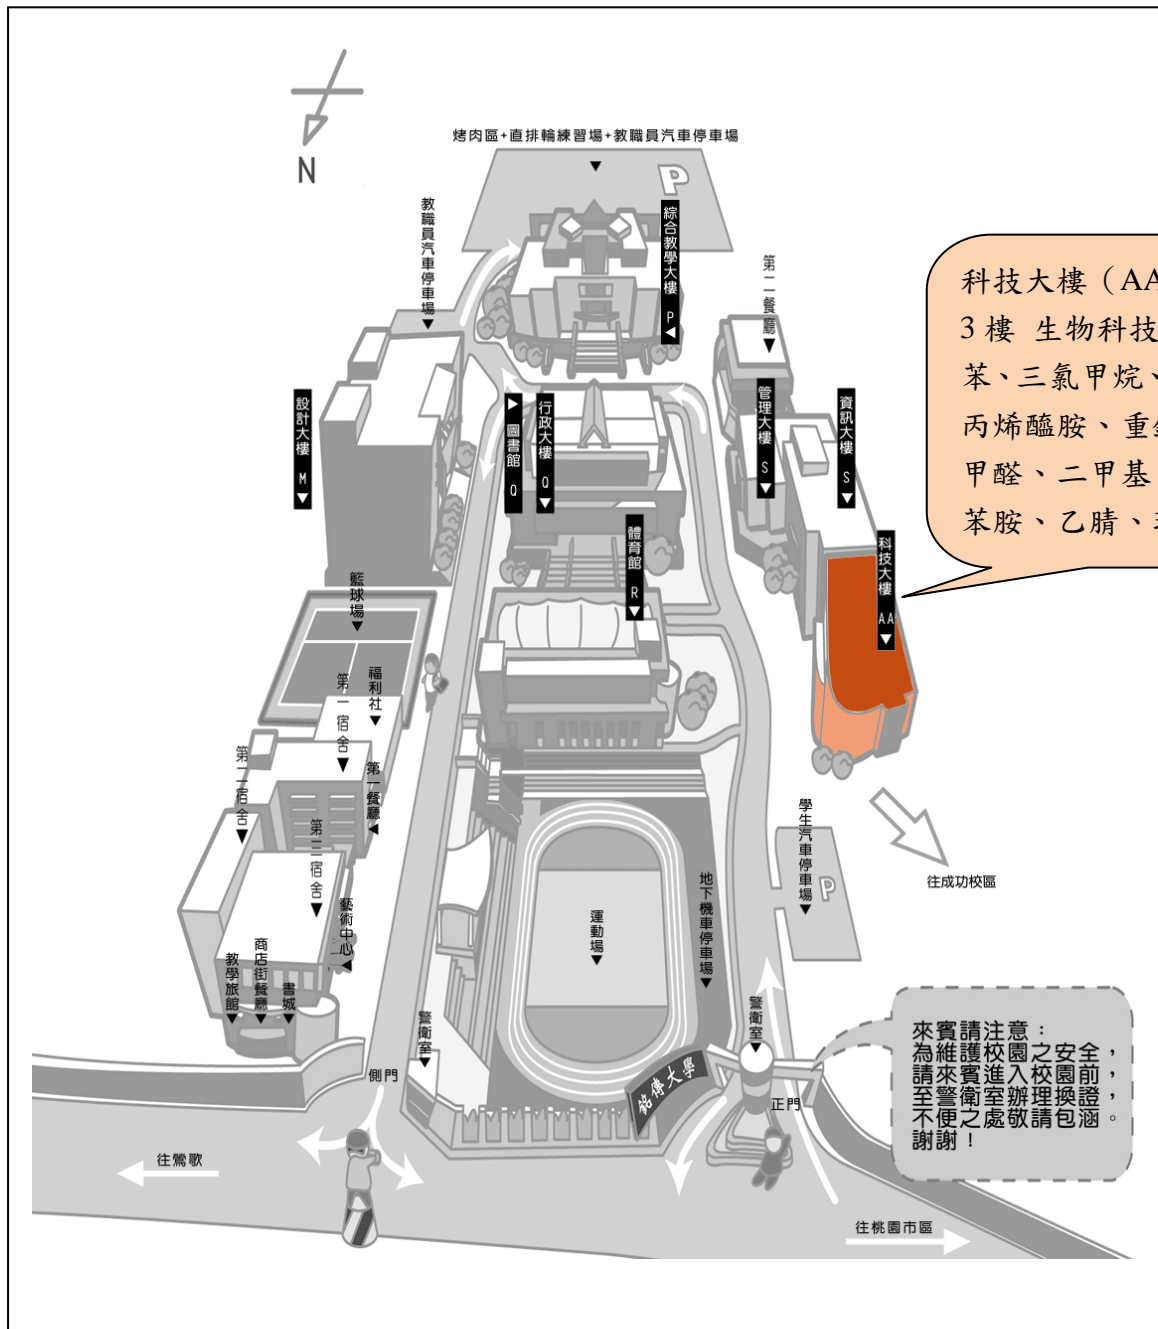 N
烤肉區+直排輪練習場+教職員汽車停車場
P
教職員汽車停車場
綜合教學大樓 P
第二餐廳
科技大樓（AA
3樓 生物科技
苯、三氯甲烷、
丙烯醯胺、重
甲醛、二甲基
苯胺、乙腈、
設計大樓 M
圖書館 Q
行政大樓 Q
管理大樓 S
資訊大樓 S
體育館 R
科技大樓 AA
籃球場
福利社
第一宿舍
第二宿舍
第一餐廳
第三宿舍
藝術中心
商店街餐廳
教學旅館
書城
運動場
地下機車停車場
學生汽車停車場
P
往成功校區
警衛室
警衛室
側門
銘傳大學
正門
來賓請注意：
為維護校園之安全，
請來賓進入校園前，
至警衛室辦理換證，
不便之處敬請包涵。
謝謝！
往鶯歌
往桃園市區